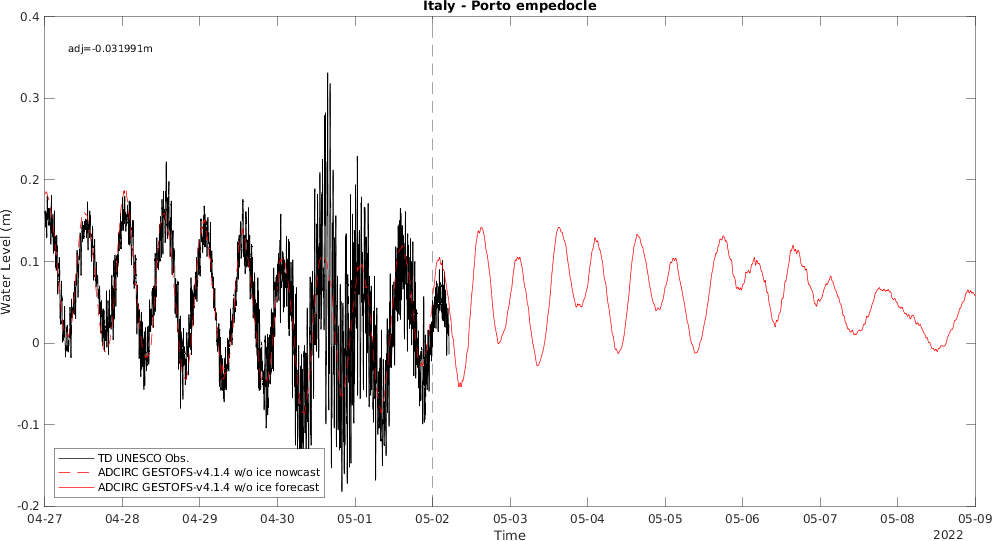 Italy - Porto empedocle
adj=-0.031991m
Water Level (m)
0.4
0.3
0.2
0.1
0
-0.1
-0.2
TD UNESCO Obs.
ADCIRC GESTOFS-v4.1.4 w/o ice nowcast
ADCIRC GESTOFS-v4.1.4 w/o ice forecast
04-27 04-28 04-29 04-30 05-01 05-02 05-03 05-04 05-05 05-06 05-07 05-08 05-09
Time
2022